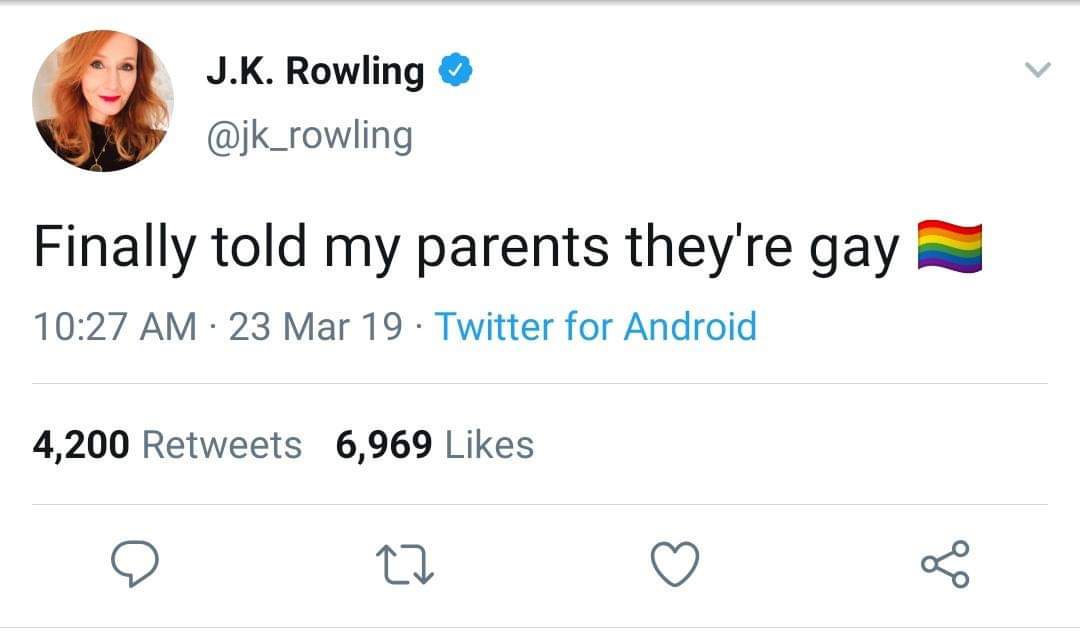 J.K. Rowling
@jk_rowling
Finally told my parents they're gay 🏳️‍🌈
10:27 AM · 23 Mar 19 · Twitter for Android
4,200 Retweets 6,969 Likes